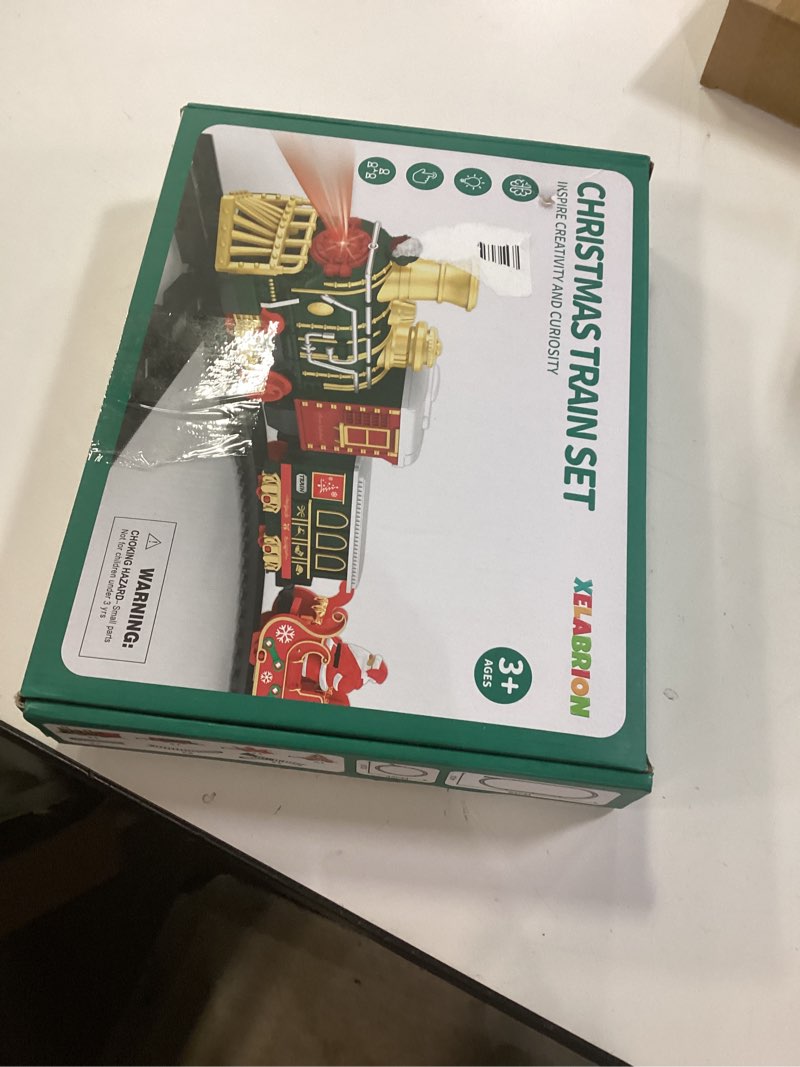 XELABRION
CHRISTMAS TRAIN SET
INSPIRE CREATIVITY AND CURIOSITY
3+
AGES
TRAIN
WARNING:
CHOKING HAZARD- Small parts
Not for children under 3 yrs